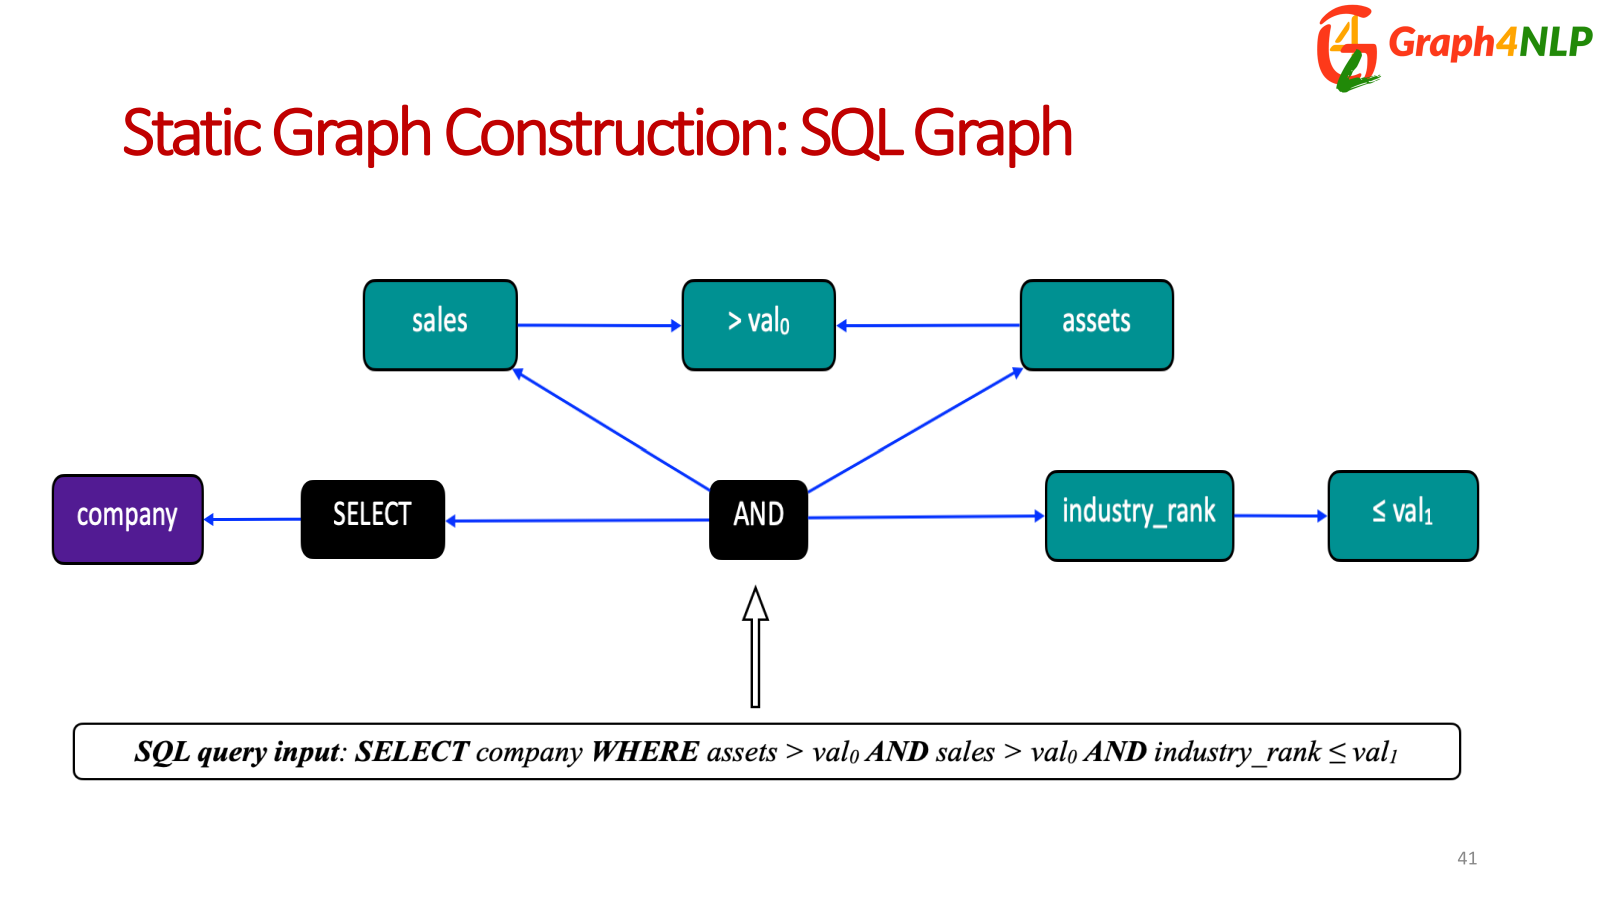 Graph4NLP
Static Graph Construction: SQL Graph
sales
> val₀
assets
company
SELECT
AND
industry_rank
≤ val₁
SQL query input: SELECT company WHERE assets > val₀ AND sales > val₀ AND industry_rank ≤ val₁
41